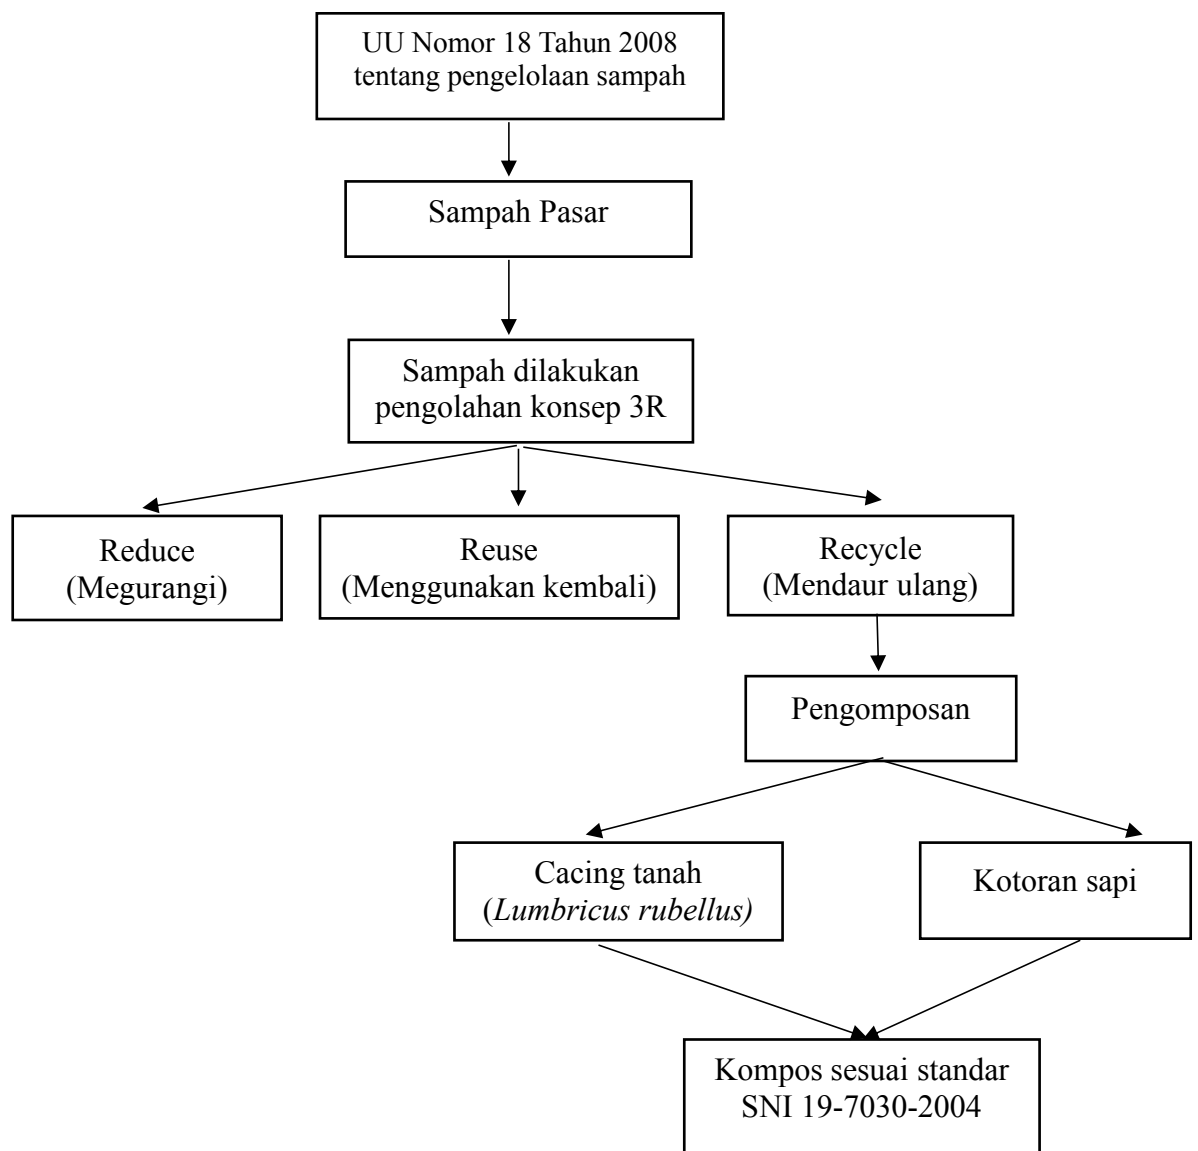 UU Nomor 18 Tahun 2008
tentang pengelolaan sampah
Sampah Pasar
Sampah dilakukan
pengolahan konsep 3R
Reduce
(Megurangi)
Reuse
(Menggunakan kembali)
Recycle
(Mendaur ulang)
Pengomposan
Cacing tanah
(Lumbricus rubellus)
Kotoran sapi
Kompos sesuai standar
SNI 19-7030-2004